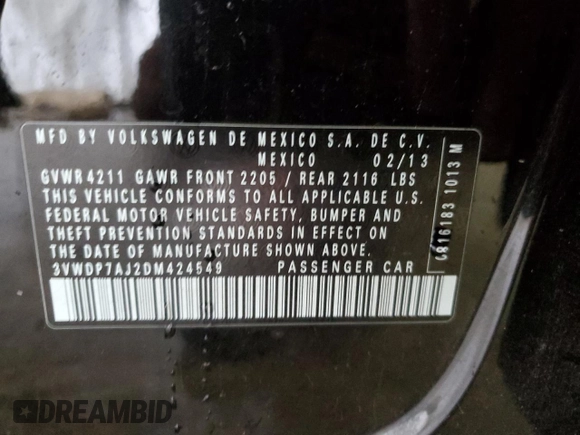 MFD BY VOLKSWAGEN DE MEXICO S.A. DE C.V.
MEXICO 02/13
GVWR 4211 GAWR FRONT 2205 / REAR 2116 LBS
THIS VEHICLE CONFORMS TO ALL APPLICABLE U.S.
FEDERAL MOTOR VEHICLE SAFETY, BUMPER AND
THEFT PREVENTION STANDARDS IN EFFECT ON
THE DATE OF MANUFACTURE SHOWN ABOVE.
3VWDP7AJ2DM424549 PASSENGER CAR
1013 M
DREAMBID